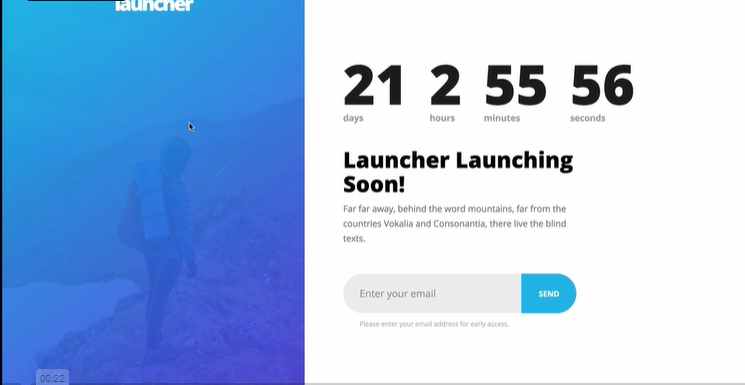 launcher
21 2 55 56
days hours minutes seconds
Launcher Launching
Soon!
Far far away, behind the word mountains, far from the
countries Vokalia and Consonantia, there live the blind
texts.
Enter your email SEND
Please enter your email address for early access.
00:22